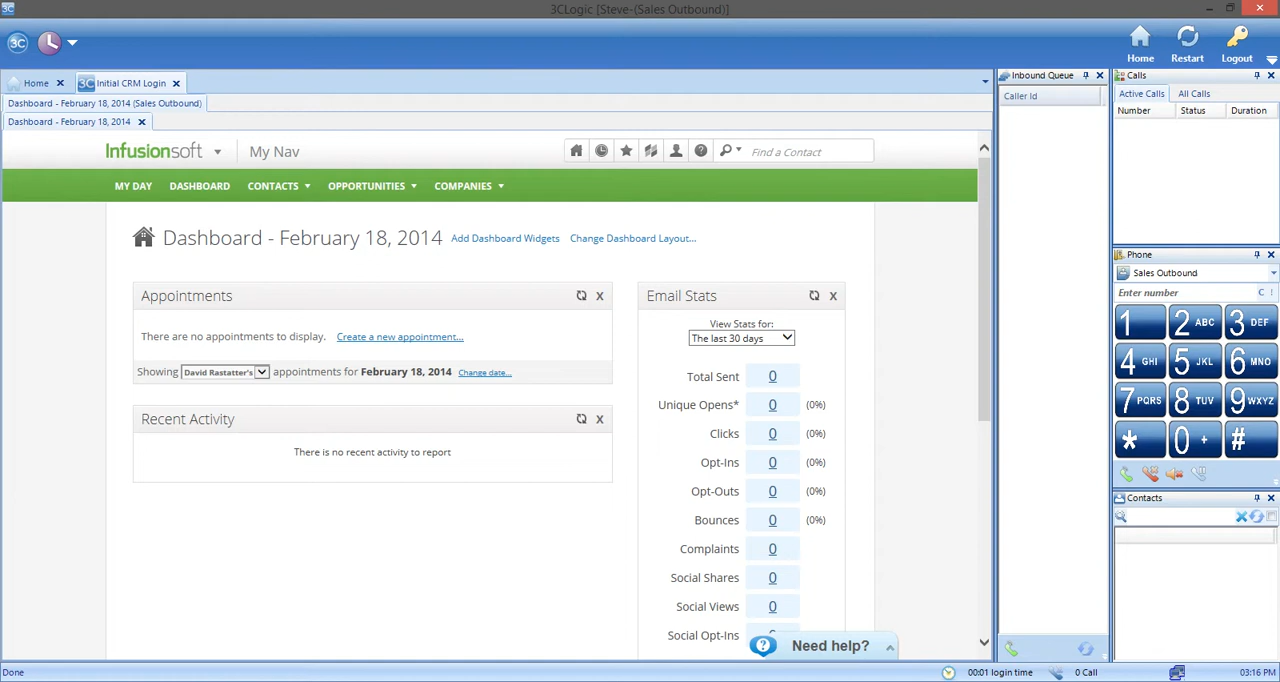 3CLogic [Steve-(Sales Outbound)]
3C
Home
Restart
Logout
Home
3C Initial CRM Login
Dashboard - February 18, 2014 (Sales Outbound)
Dashboard - February 18, 2014
Infusionsoft
My Nav
Find a Contact
MY DAY
DASHBOARD
CONTACTS
OPPORTUNITIES
COMPANIES
Dashboard - February 18, 2014
Add Dashboard Widgets
Change Dashboard Layout...
Appointments
There are no appointments to display. Create a new appointment...
Showing David Rastatter's appointments for February 18, 2014 Change date...
Recent Activity
There is no recent activity to report
Email Stats
View Stats for:
The last 30 days
Total Sent 0
Unique Opens* 0 (0%)
Clicks 0 (0%)
Opt-Ins 0 (0%)
Opt-Outs 0 (0%)
Bounces 0 (0%)
Complaints 0
Social Shares 0
Social Views 0
Social Opt-Ins
Need help?
Inbound Queue
Caller Id
Calls
Active Calls
All Calls
Number Status Duration
Phone
Sales Outbound
Enter number C
1 2 ABC 3 DEF
4 GHI 5 JKL 6 MNO
7 PQRS 8 TUV 9 WXYZ
* 0 + #
Contacts
Done
00:01 login time
0 Call
03:16 PM